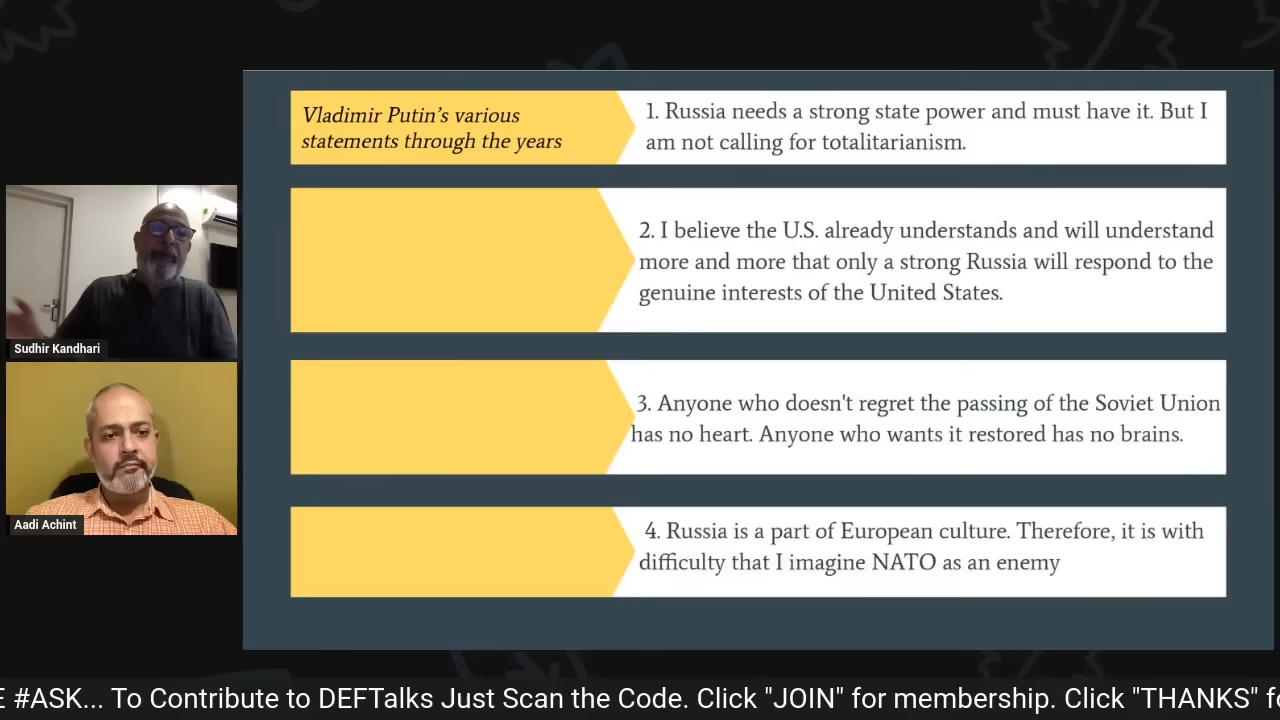 Vladimir Putin's various
statements through the years
1. Russia needs a strong state power and must have it. But I
am not calling for totalitarianism.
2. I believe the U.S. already understands and will understand
more and more that only a strong Russia will respond to the
genuine interests of the United States.
3. Anyone who doesn't regret the passing of the Soviet Union
has no heart. Anyone who wants it restored has no brains.
4. Russia is a part of European culture. Therefore, it is with
difficulty that I imagine NATO as an enemy
Sudhir Kandhari
Aadi Achint
E #ASK... To Contribute to DEFTalks Just Scan the Code. Click "JOIN" for membership. Click "THANKS" fo